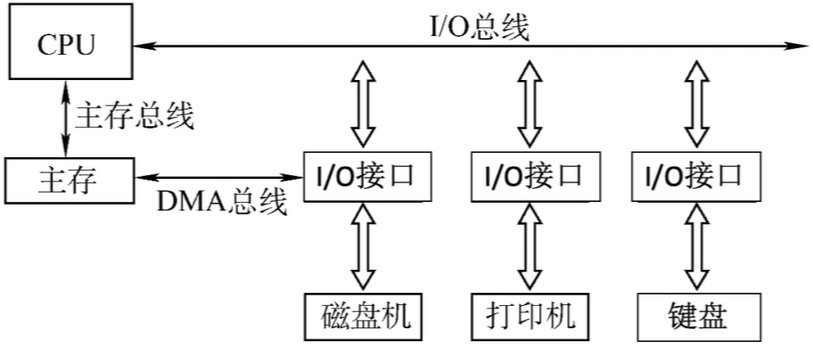 I/O总线
CPU
主存总线
主存
DMA总线
I/O接口
I/O接口
I/O接口
磁盘机
打印机
键盘